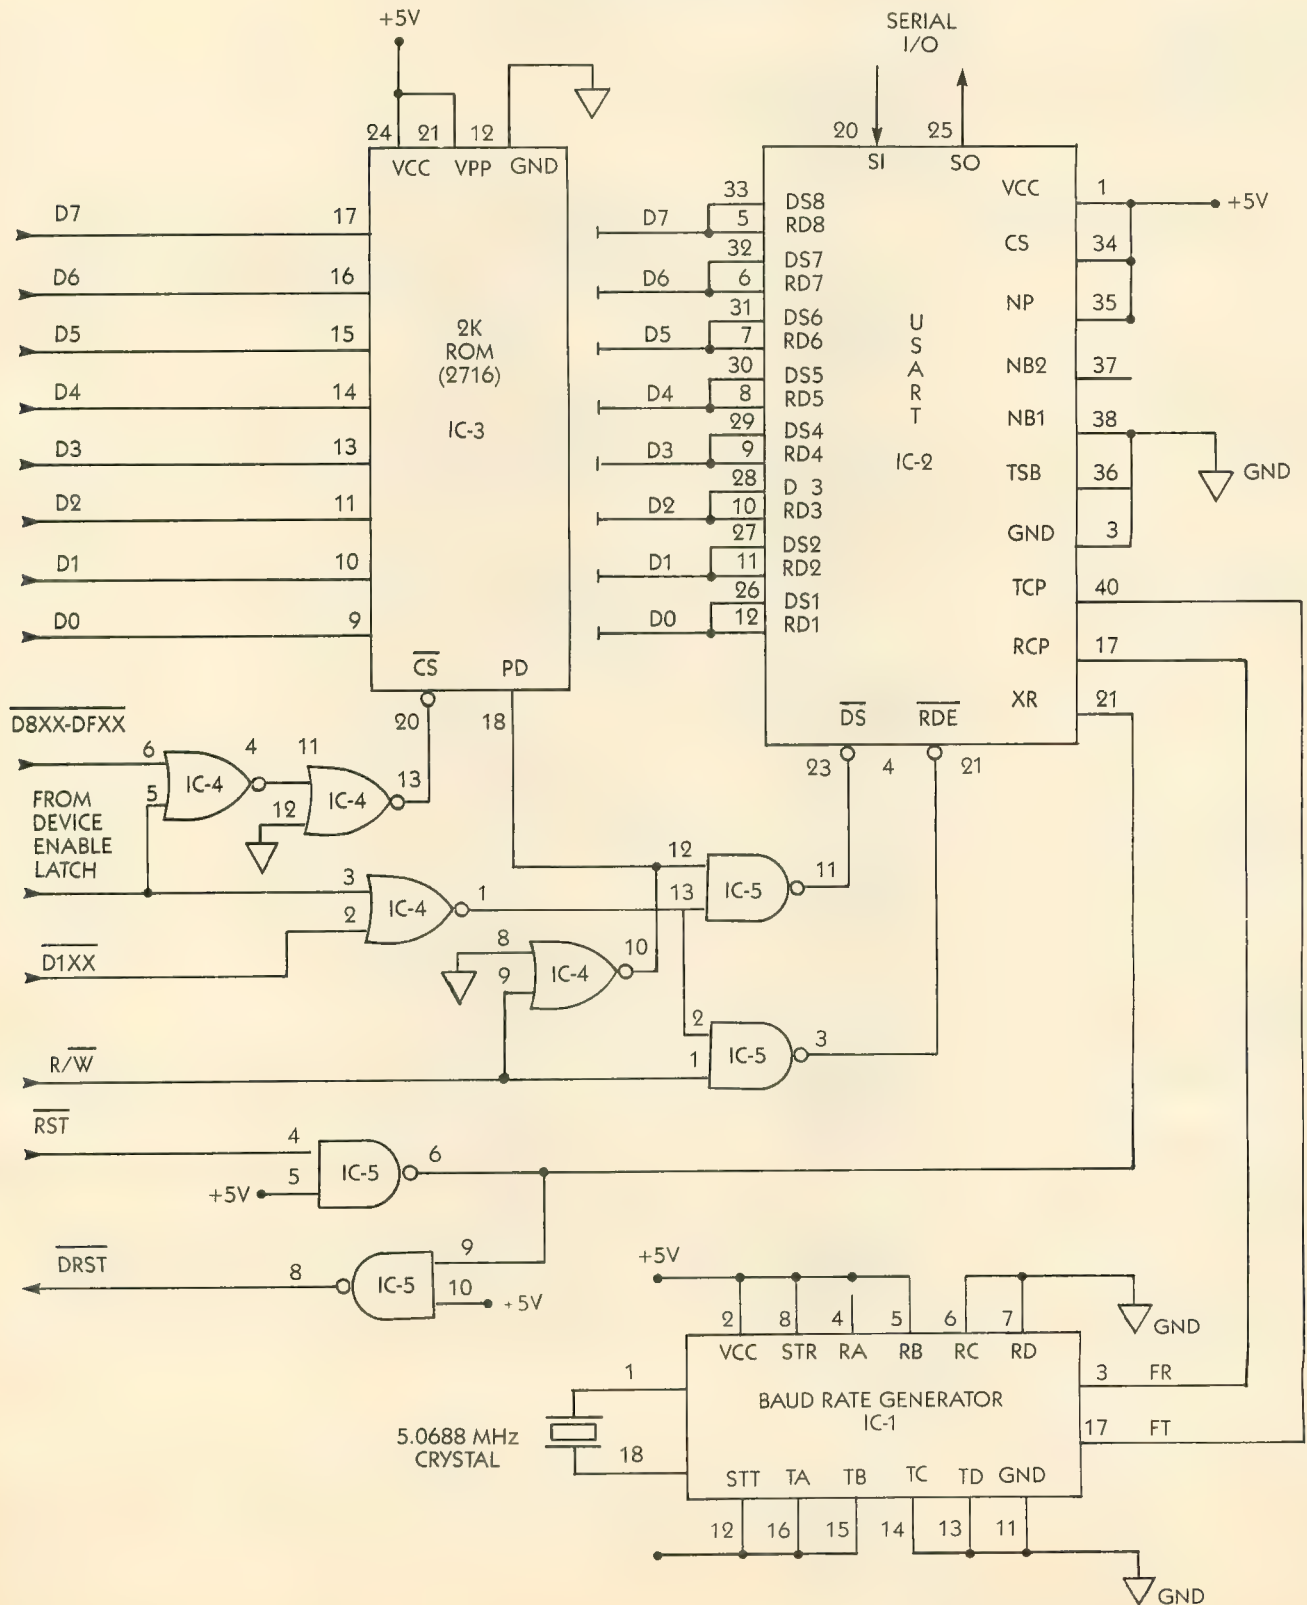 +5V
SERIAL
I/O
24 21 12
VCC VPP GND
20 25
SI SO
D7 17
D6 16
D5 15
D4 14
D3 13
D2 11
D1 10
D0 9
2K
ROM
(2716)
IC-3
CS PD
20 18
D7 33 DS8
5 RD8
D6 32 DS7
6 RD7
D5 31 DS6
7 RD6
D4 30 DS5
8 RD5
D3 29 DS4
9 RD4
D2 28 D 3
10 RD3
D1 27 DS2
11 RD2
D0 26 DS1
12 RD1
U
S
A
R
T
IC-2
VCC 1 +5V
CS 34
NP 35
NB2 37
NB1 38
TSB 36
GND 3
GND
TCP 40
RCP 17
XR 21
DS RDE
23 4 21
D8XX-DFXX
6 4 11
5 IC-4
12 IC-4 13
FROM
DEVICE
ENABLE
LATCH
3
2 IC-4 1
D1XX
12
13 IC-5 11
8
9 IC-4 10
2
1 IC-5 3
R/W
RST
4
5 IC-5 6
+5V
DRST
8 IC-5 9
10 +5V
+5V
2 8 4 5 6 7
VCC STR RA RB RC RD
GND
1
BAUD RATE GENERATOR
IC-1
3 FR
17 FT
5.0688 MHz
CRYSTAL
18
STT TA TB TC TD GND
12 16 15 14 13 11
GND